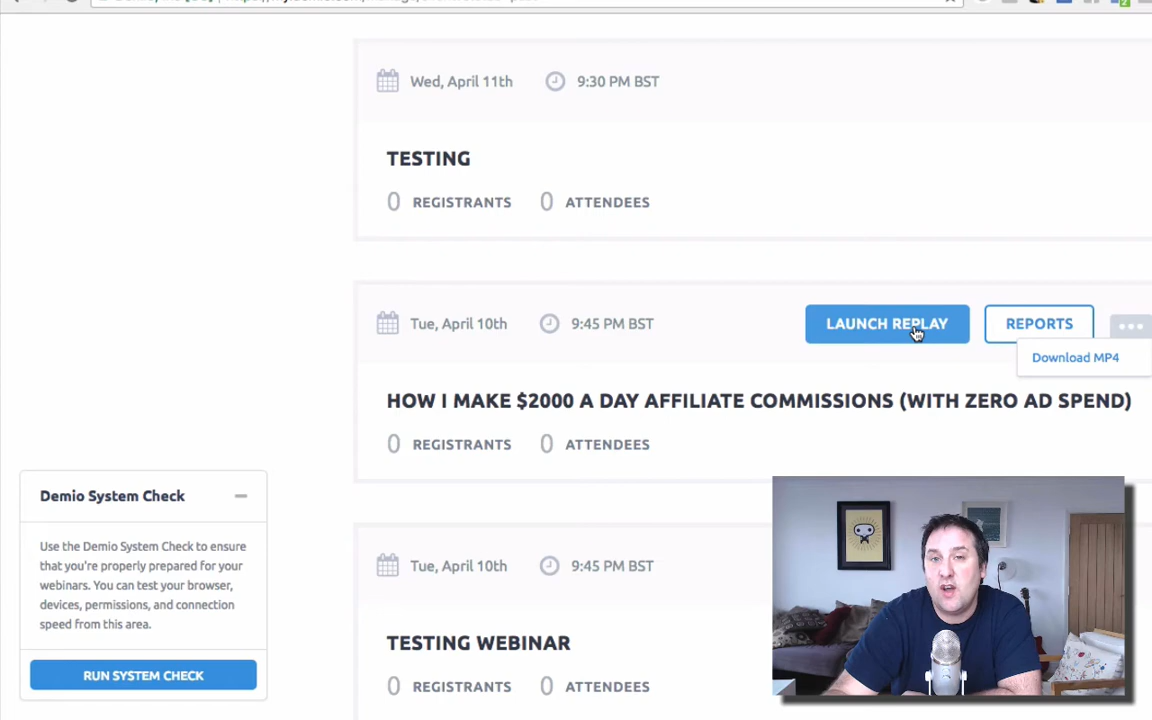 Wed, April 11th 9:30 PM BST
TESTING
0 REGISTRANTS 0 ATTENDEES
Tue, April 10th 9:45 PM BST LAUNCH REPLAY REPORTS
Download MP4
HOW I MAKE $2000 A DAY AFFILIATE COMMISSIONS (WITH ZERO AD SPEND)
0 REGISTRANTS 0 ATTENDEES
Demio System Check
Use the Demio System Check to ensure
that you're properly prepared for your
webinars. You can test your browser,
devices, permissions, and connection
speed from this area.
RUN SYSTEM CHECK
Tue, April 10th 9:45 PM BST
TESTING WEBINAR
0 REGISTRANTS 0 ATTENDEES